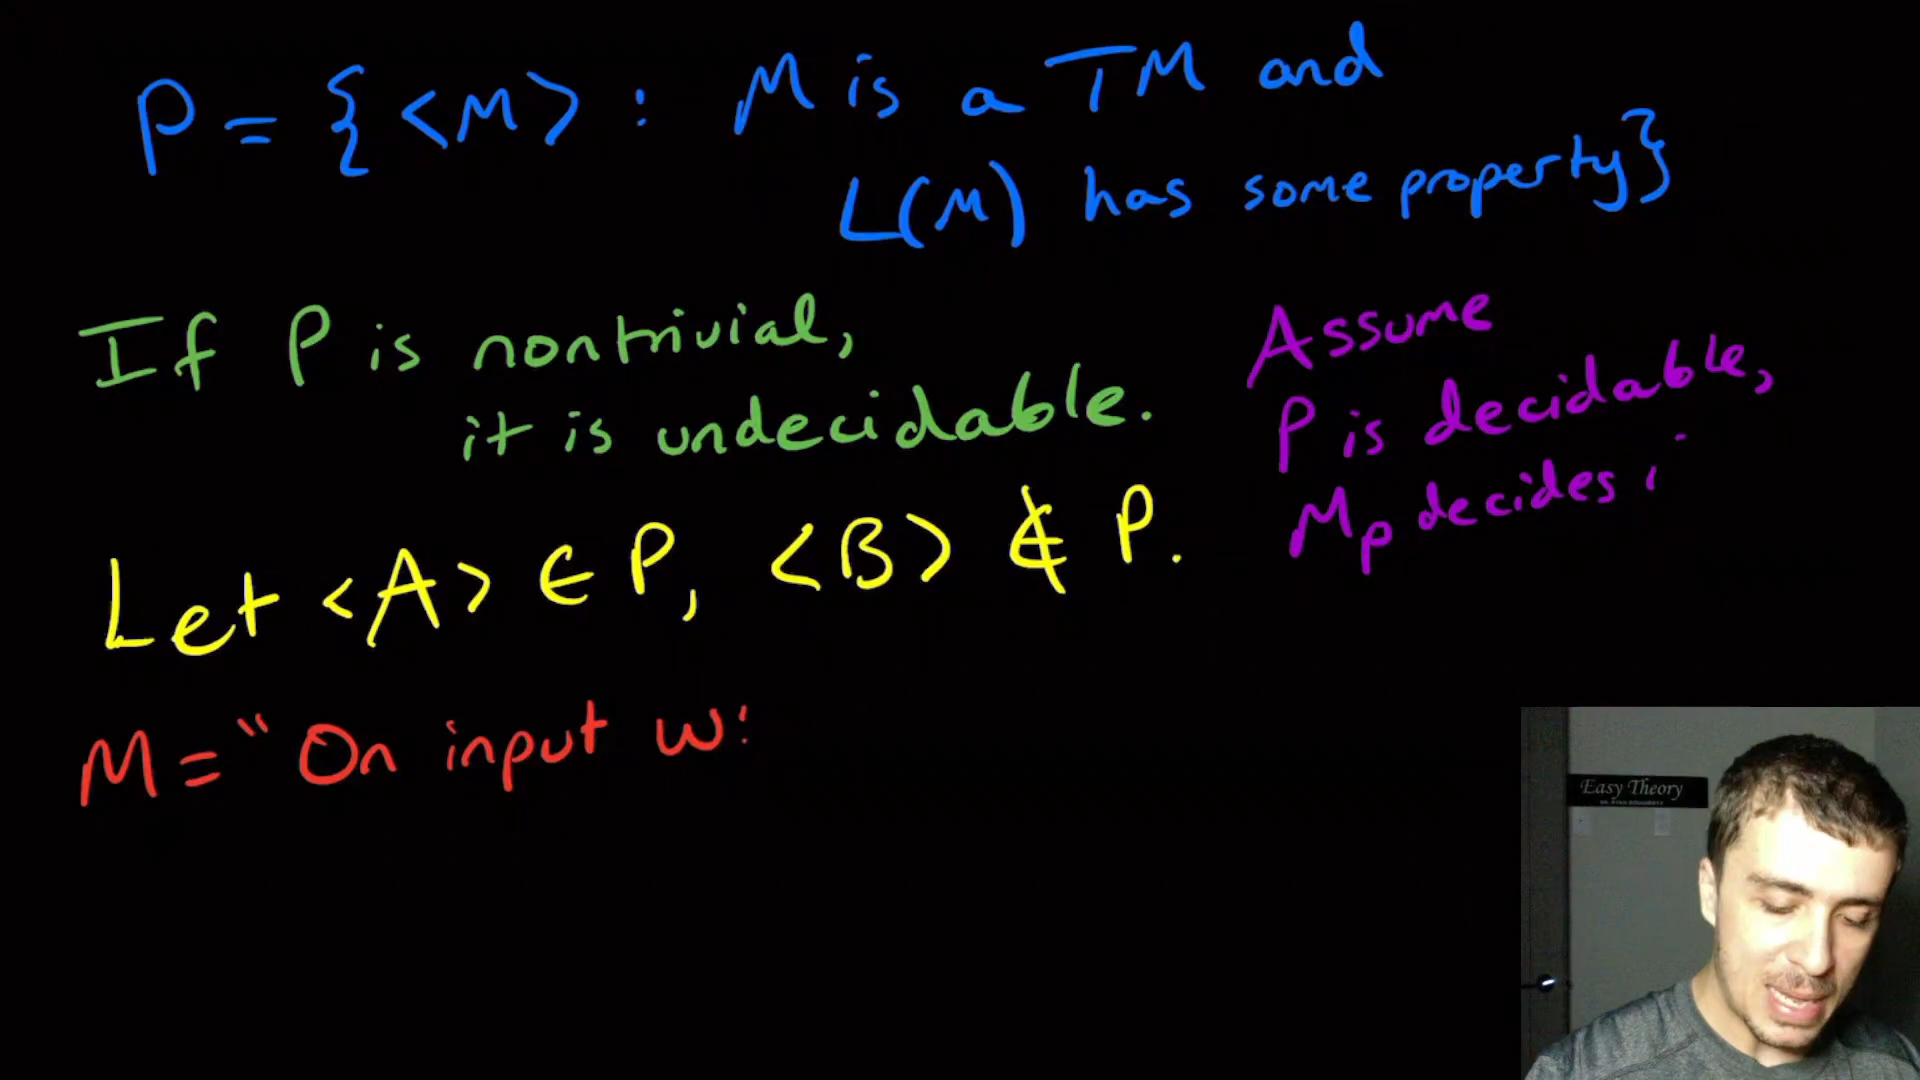 P = { <M> : M is a TM and
L(M) has some property}
If P is nontrivial,
it is undecidable.
Assume
P is decidable,
Mₚ decides i
Let <A> ∈ P, <B> ∉ P.
M = “On input w:
Easy Theory